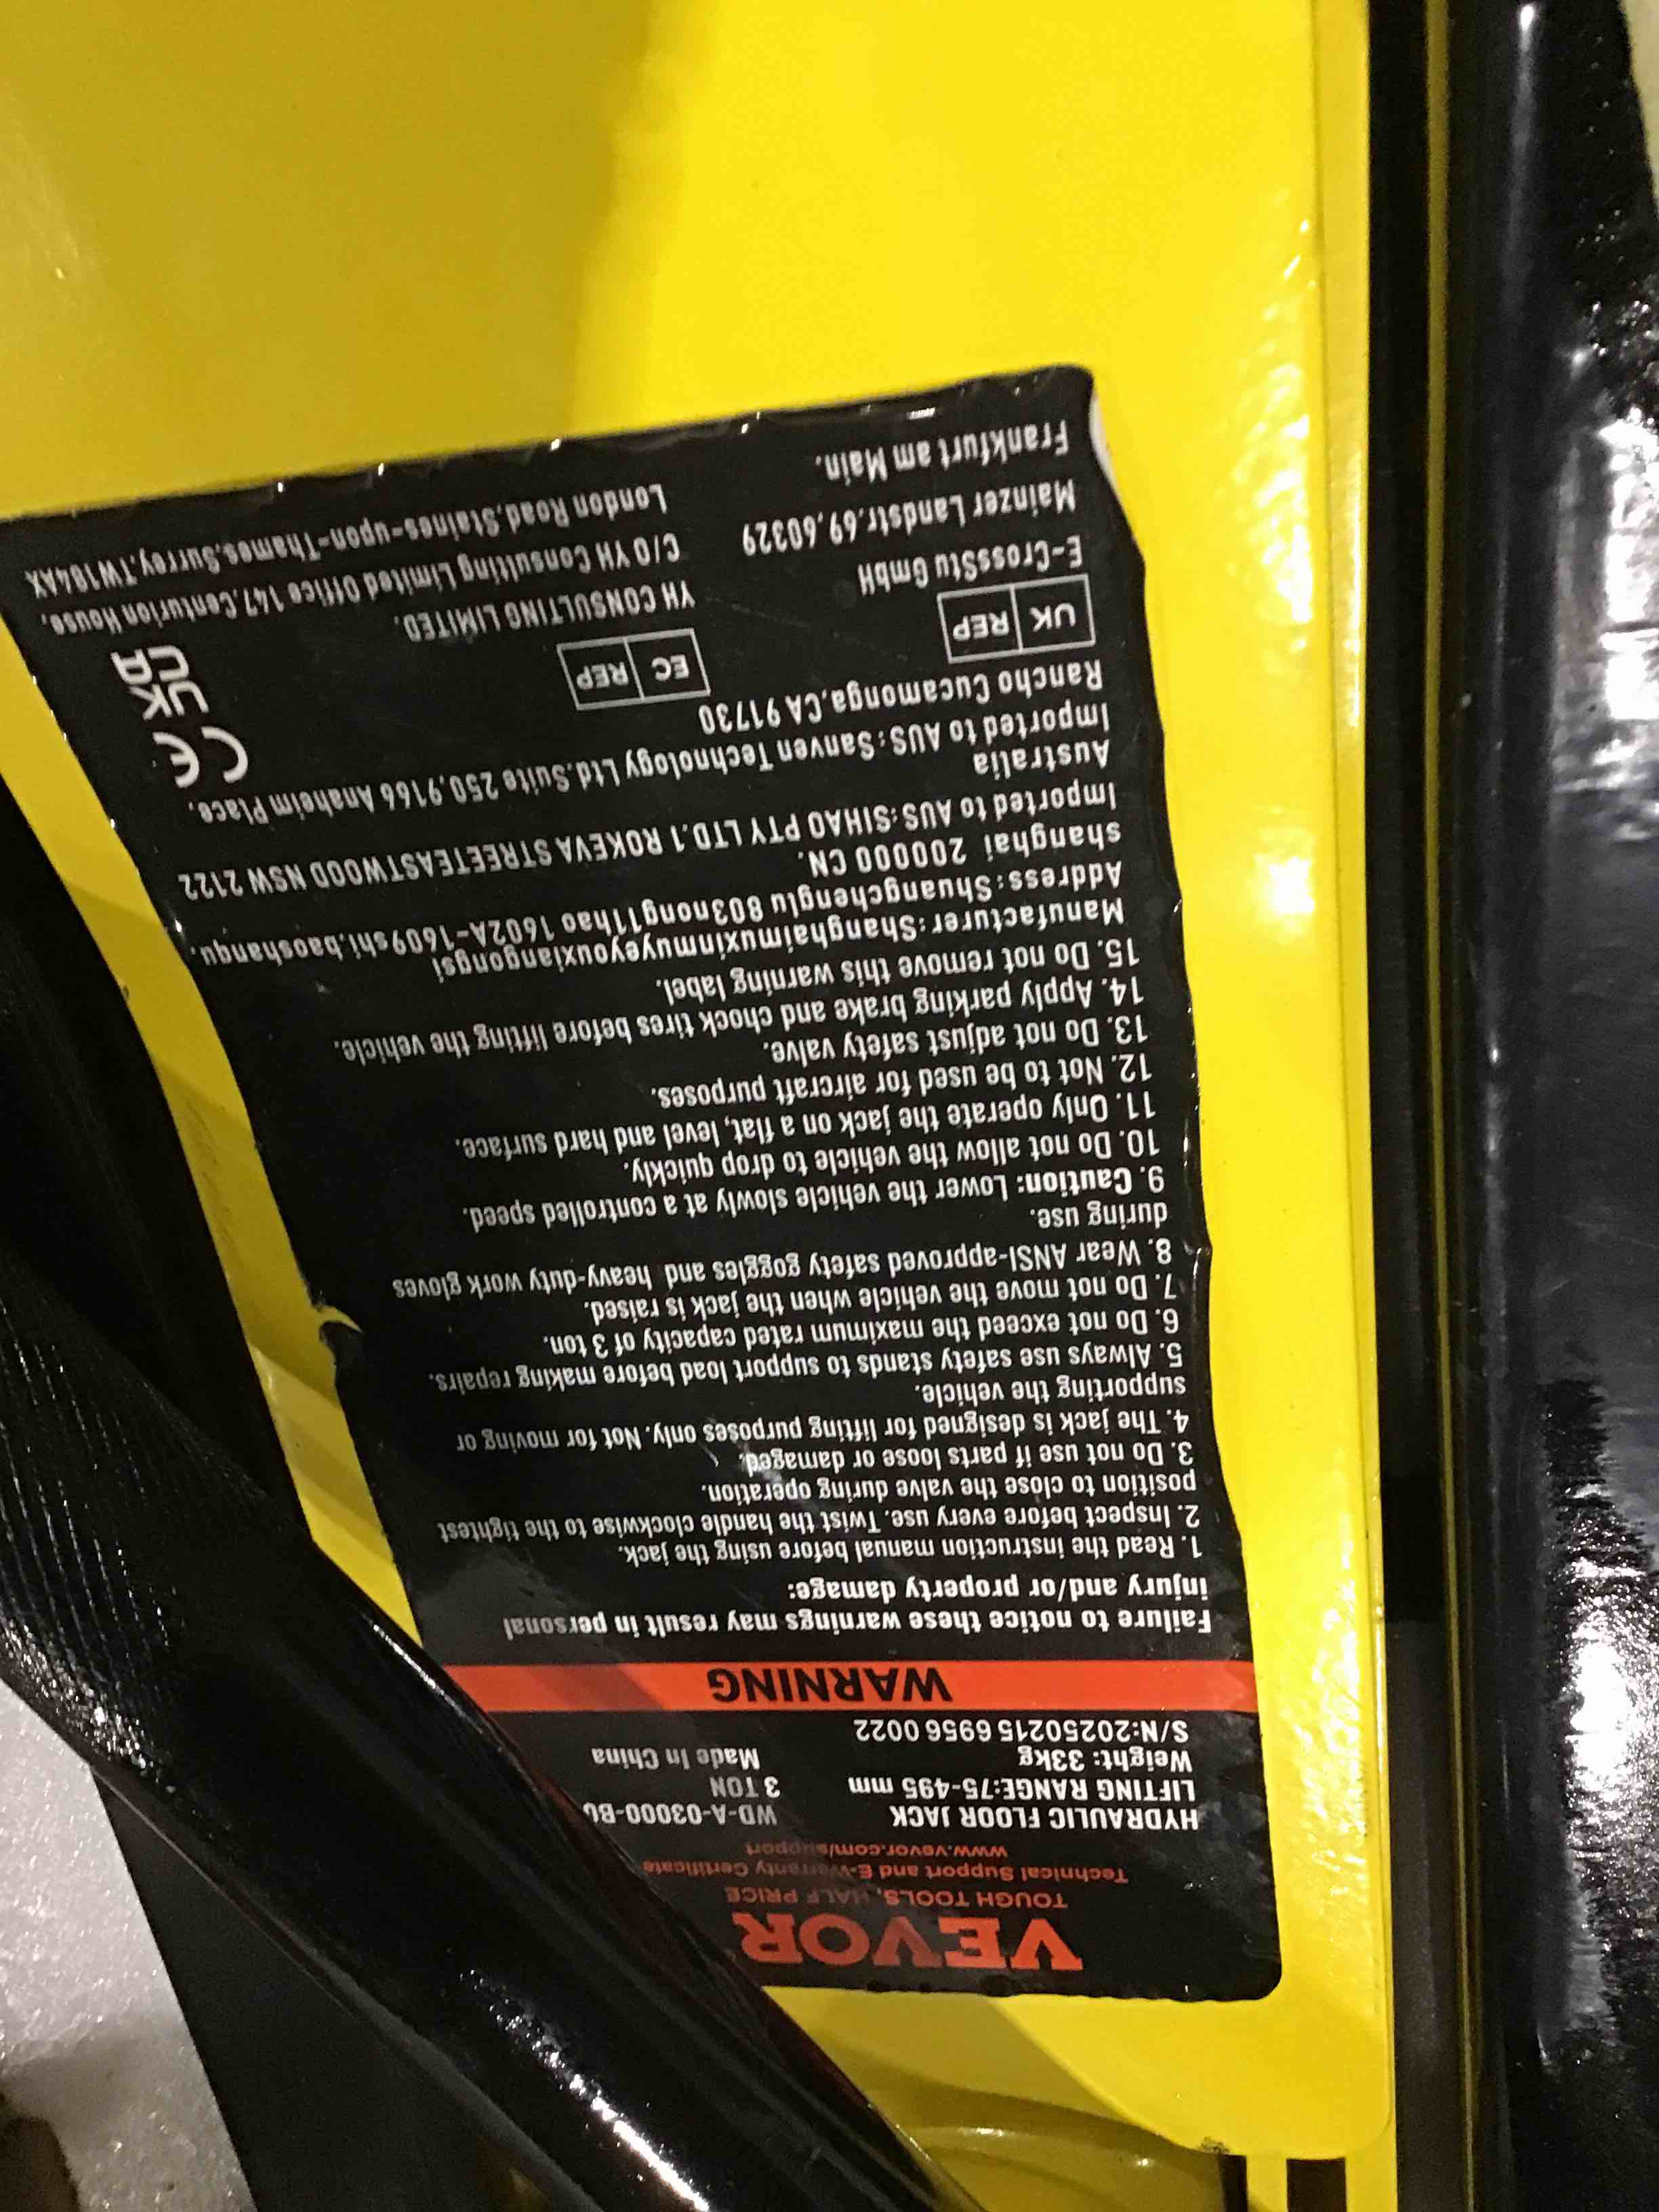 VEVOR
TOUGH TOOLS, HALF PRICE
Technical Support and E-Warranty Certificate
www.vevor.com/support
HYDRAULIC FLOOR JACK WD-A-03000-B0
LIFTING RANGE:75-495 mm 3 TON
Weight: 33kg Made In China
S/N:20250215 6956 0022
WARNING
Failure to notice these warnings may result in personal
injury and/or property damage:
1. Read the instruction manual before using the jack.
2. Inspect before every use. Twist the handle clockwise to the tightest
position to close the valve during operation.
3. Do not use if parts loose or damaged.
4. The jack is designed for lifting purposes only. Not for moving or
supporting the vehicle.
5. Always use safety stands to support load before making repairs.
6. Do not exceed the maximum rated capacity of 3 ton.
7. Do not move the vehicle when the jack is raised.
8. Wear ANSI-approved safety goggles and heavy-duty work gloves
during use.
9. Caution: Lower the vehicle slowly at a controlled speed.
10. Do not allow the vehicle to drop quickly.
11. Only operate the jack on a flat, level and hard surface.
12. Not to be used for aircraft purposes.
13. Do not adjust safety valve.
14. Apply parking brake and chock tires before lifting the vehicle.
15. Do not remove this warning label.
Manufacturer:Shanghaimuxinmuyeyouxiangongsi
Address:Shuangchenglu 803nong11hao 1602A-1609shi.baoshanqu,
shanghai 200000 CN.
Imported to AUS:SIHAO PTY LTD.1 ROKEVA STREETEASTWOOD NSW 2122
Australia
Imported to AUS:Sanven Technology Ltd.Suite 250,9166 Anaheim Place,
Rancho Cucamonga,CA 91730
CE
UK REP EC REP UK CA
E-CrossStu GmbH YH CONSULTING LIMITED.
Mainzer Landstr.69,60329 C/O YH Consulting Limited Office 147,Centurion House,
Frankfurt am Main. London Road,Staines-upon-Thames,Surrey,TW184AX